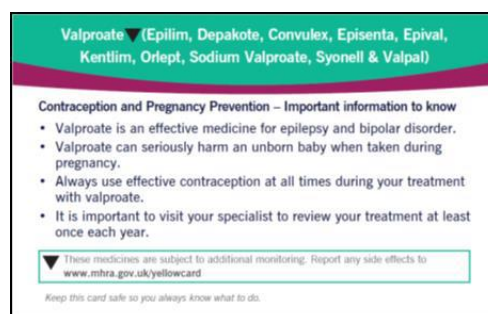 Valproate▼(Epilim, Depakote, Convulex, Episenta, Epival,
Kentlim, Orlept, Sodium Valproate, Syonell & Valpal)
Contraception and Pregnancy Prevention – Important information to know
• Valproate is an effective medicine for epilepsy and bipolar disorder.
• Valproate can seriously harm an unborn baby when taken during
pregnancy.
• Always use effective contraception at all times during your treatment
with valproate.
• It is important to visit your specialist to review your treatment at least
once each year.
▼ These medicines are subject to additional monitoring. Report any side effects to
www.mhra.gov.uk/yellowcard
Keep this card safe so you always know what to do.